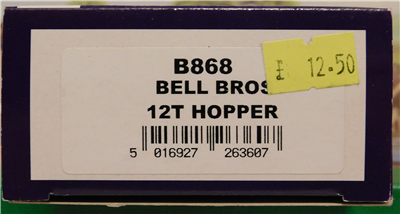 B868
£ 12.50
BELL BROS
12T HOPPER
5 016927 263607